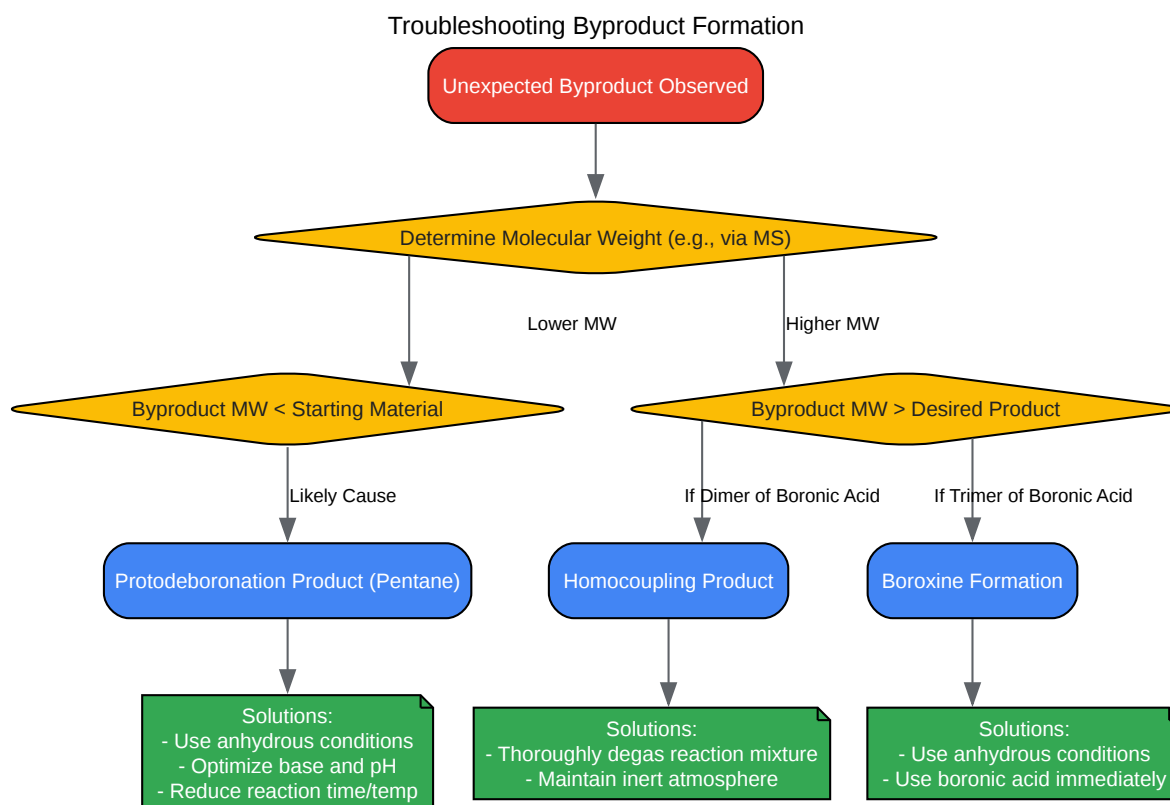 Troubleshooting Byproduct Formation
Unexpected Byproduct Observed
Determine Molecular Weight (e.g., via MS)
Lower MW
Higher MW
Byproduct MW < Starting Material
Byproduct MW > Desired Product
Likely Cause
If Dimer of Boronic Acid
If Trimer of Boronic Acid
Protodeboronation Product (Pentane)
Homocoupling Product
Boroxine Formation
Solutions:
- Use anhydrous conditions
- Optimize base and pH
- Reduce reaction time/temp
Solutions:
- Thoroughly degas reaction mixture
- Maintain inert atmosphere
Solutions:
- Use anhydrous conditions
- Use boronic acid immediately